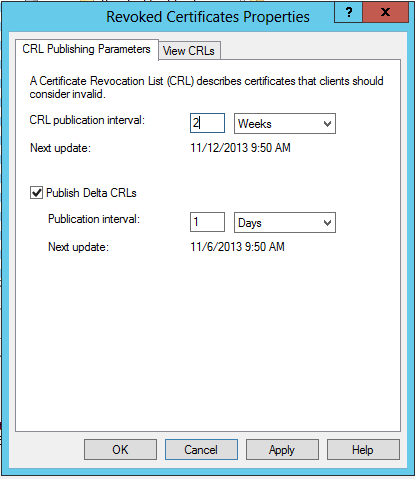 Revoked Certificates Properties
? x
CRL Publishing Parameters View CRLs
A Certificate Revocation List (CRL) describes certificates that clients should
consider invalid.
CRL publication interval: 2 Weeks
Next update: 11/12/2013 9:50 AM
Publish Delta CRLs
Publication interval: 1 Days
Next update: 11/6/2013 9:50 AM
OK Cancel Apply Help